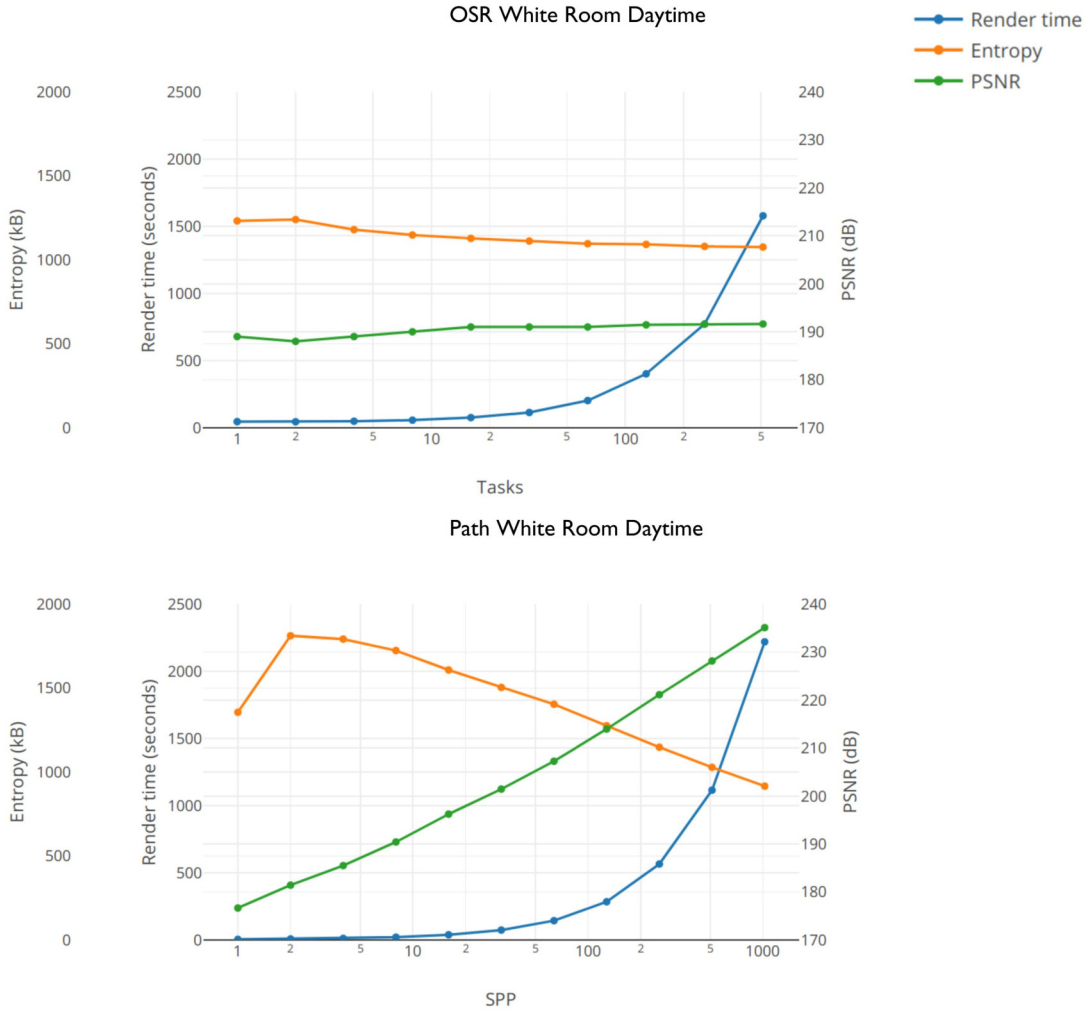 OSR White Room Daytime
Render time
Entropy
PSNR
2000 2500 240
230
2000
1500 220
1500 210
1000
1000 200
500 190
500 180
0 0 170
Entropy (kB)
Render time (seconds)
PSNR (dB)
1 2 5 10 2 5 100 2 5
Tasks
Path White Room Daytime
2000 2500 240
2000 230
1500 220
1500 210
1000
1000 200
190
500 500 180
0 0 170
Entropy (kB)
Render time (seconds)
PSNR (dB)
1 2 5 10 2 5 100 2 5 1000
SPP